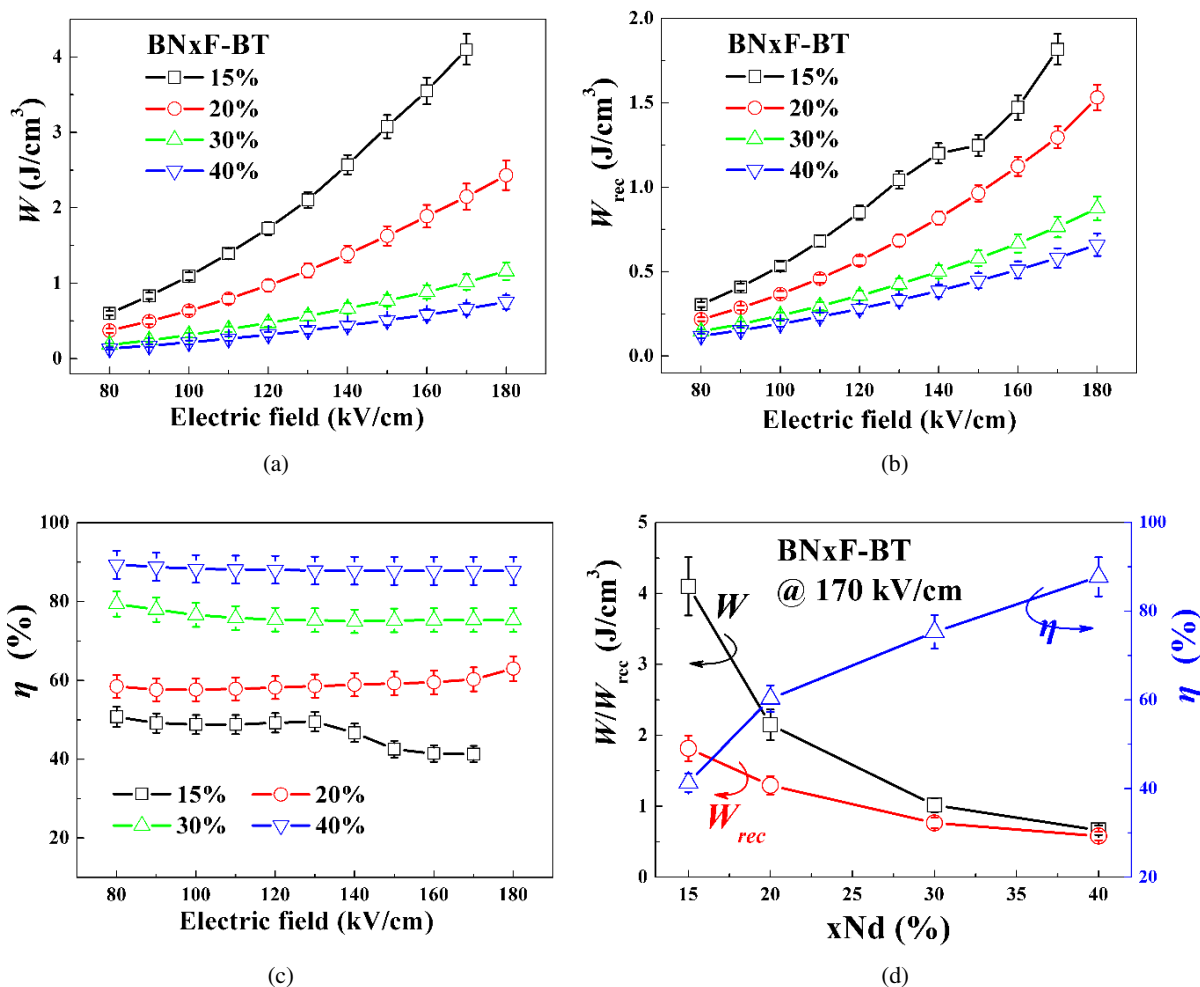 BNxF-BT
15%
20%
30%
40%
W (J/cm³)
4
3
2
1
0
80 100 120 140 160 180
Electric field (kV/cm)
(a)
BNxF-BT
15%
20%
30%
40%
W_rec (J/cm³)
2.0
1.5
1.0
0.5
0.0
80 100 120 140 160 180
Electric field (kV/cm)
(b)
η (%)
100
80
60
40
20
15% 20%
30% 40%
80 100 120 140 160 180
Electric field (kV/cm)
(c)
BNxF-BT
@ 170 kV/cm
W
η
W_rec
W/W_rec (J/cm³)
5
4
3
2
1
0
100
80
60
40
20
η (%)
15 20 25 30 35 40
xNd (%)
(d)